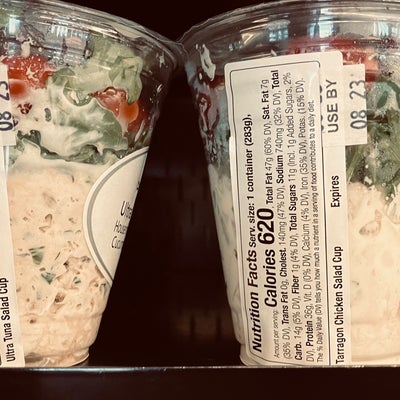 08 23
Ultra Tuna Salad Cup
Ultra
House
Nutrition Facts Serv. size: 1 container (283g),
Amount per serving: Calories 620, Total Fat 47g (60% DV), Sat. Fat 7g
(35% DV), Trans Fat 0g, Cholest. 140mg (47% DV), Sodium 740mg (32% DV), Total
Carb. 14g (5% DV), Fiber 1g (4% DV), Total Sugars 11g (Incl. 1g Added Sugars, 2%
DV), Protein 36g, Vit. D (0% DV), Calcium (4% DV), Iron (35% DV), Potas. (15% DV).
The % Daily Value (DV) tells you how much a nutrient in a serving of food contributes to a daily diet.
Tarragon Chicken Salad Cup
Expires
USE BY
08 23